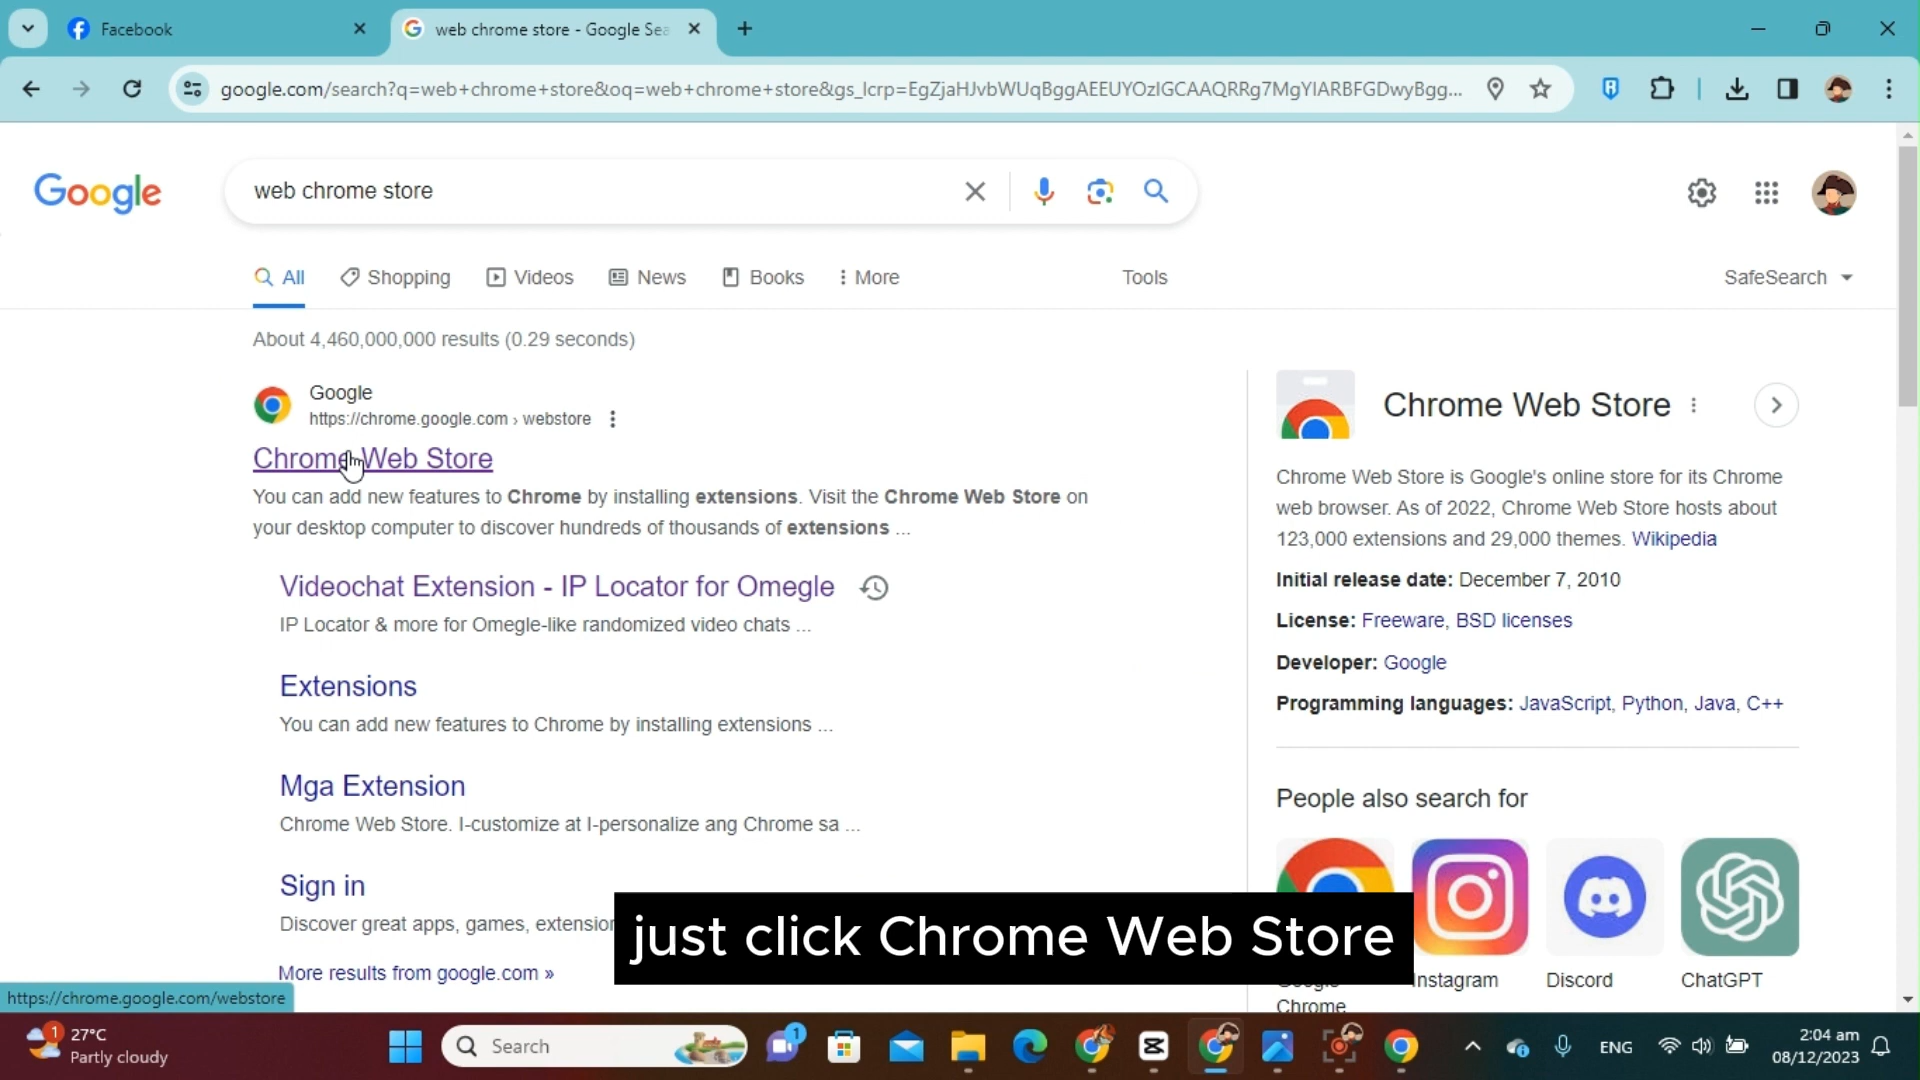 Facebook
web chrome store - Google Sea
google.com/search?q=web+chrome+store&oq=web+chrome+store&gs_lcrp=EgZjaHJvbWUqBggAEEUYOzIGCAAQRRg7MgYIARBFGDwyBgg...
Google
web chrome store
All
Shopping
Videos
News
Books
More
Tools
SafeSearch
About 4,460,000,000 results (0.29 seconds)
Google
https://chrome.google.com › webstore
Chrome Web Store
You can add new features to Chrome by installing extensions. Visit the Chrome Web Store on
your desktop computer to discover hundreds of thousands of extensions ...
Videochat Extension - IP Locator for Omegle
IP Locator & more for Omegle-like randomized video chats ...
Extensions
You can add new features to Chrome by installing extensions ...
Mga Extension
Chrome Web Store. I-customize at I-personalize ang Chrome sa ...
Sign in
Discover great apps, games, extension
More results from google.com »
https://chrome.google.com/webstore
Chrome Web Store
Chrome Web Store is Google's online store for its Chrome
web browser. As of 2022, Chrome Web Store hosts about
123,000 extensions and 29,000 themes. Wikipedia
Initial release date: December 7, 2010
License: Freeware, BSD licenses
Developer: Google
Programming languages: JavaScript, Python, Java, C++
People also search for
Google
Chrome
Instagram
Discord
ChatGPT
just click Chrome Web Store
1
27°C
Partly cloudy
Search
1
ENG
2:04 am
08/12/2023